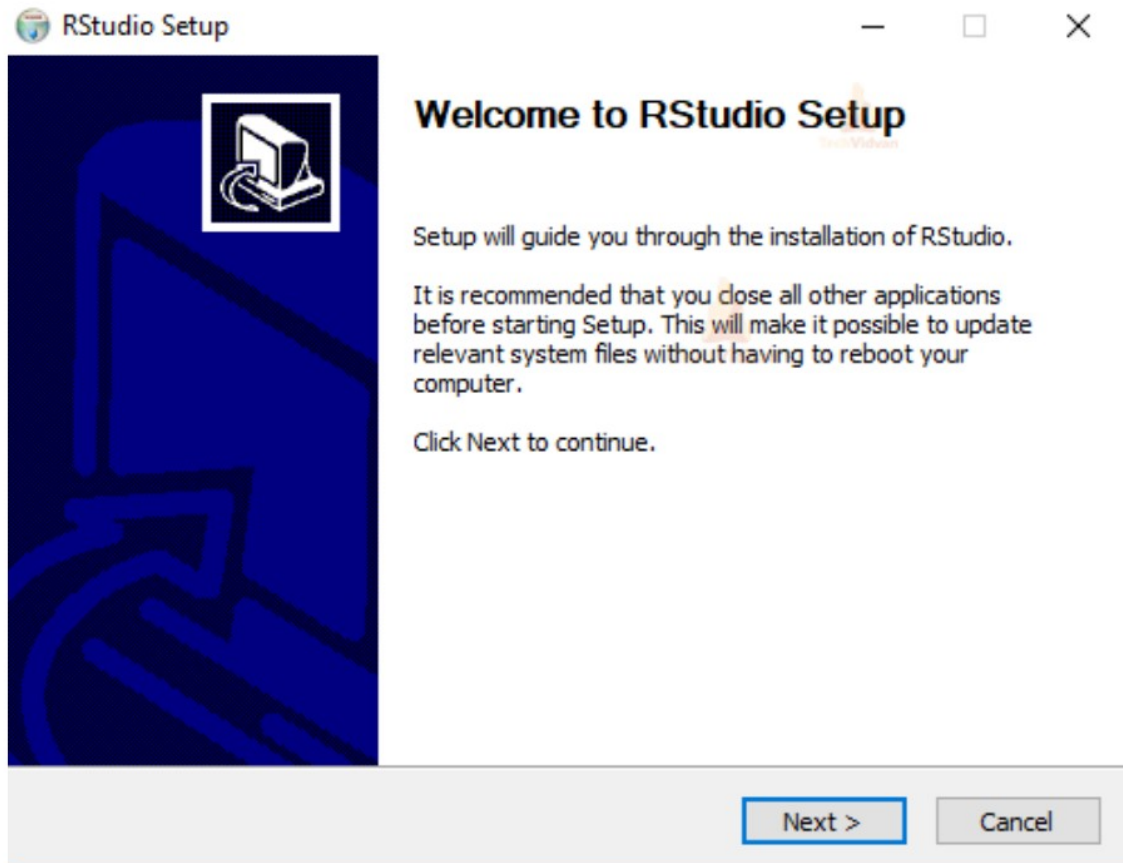 RStudio Setup
Welcome to RStudio Setup
TechVidvan
Setup will guide you through the installation of RStudio.
It is recommended that you close all other applications
before starting Setup. This will make it possible to update
relevant system files without having to reboot your
computer.
Click Next to continue.
Next >
Cancel